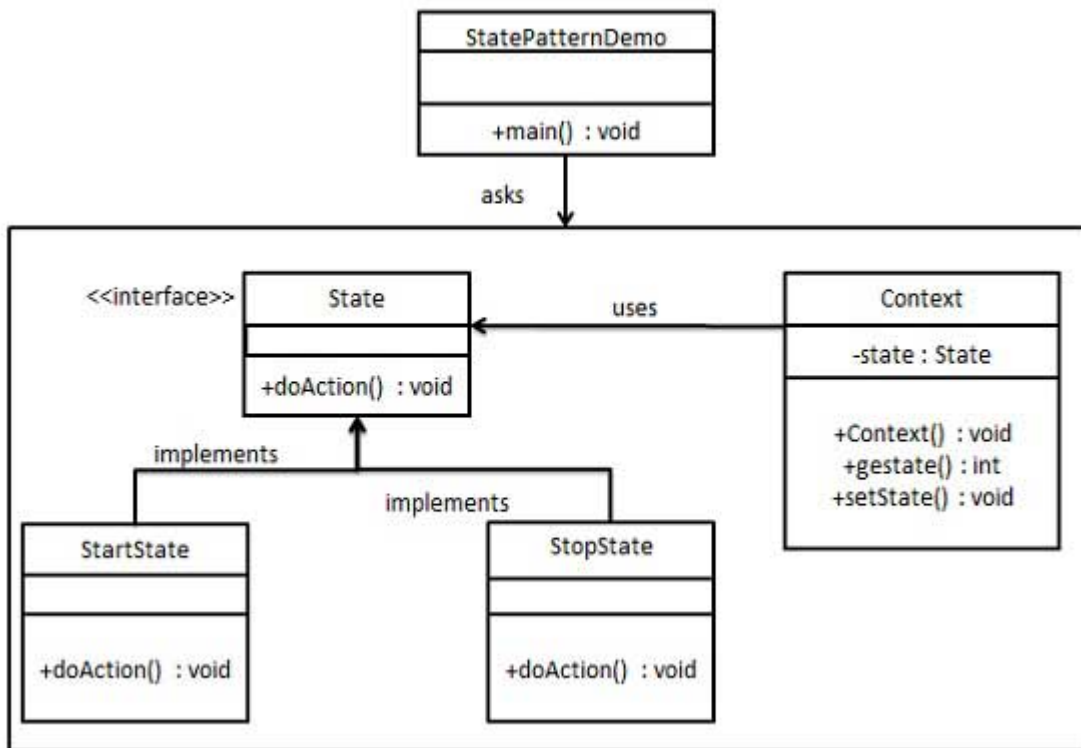 StatePatternDemo
+main() : void
asks
<<interface>>
State
+doAction() : void
uses
Context
-state : State
+Context() : void
+gestate() : int
+setState() : void
implements
implements
StartState
+doAction() : void
StopState
+doAction() : void